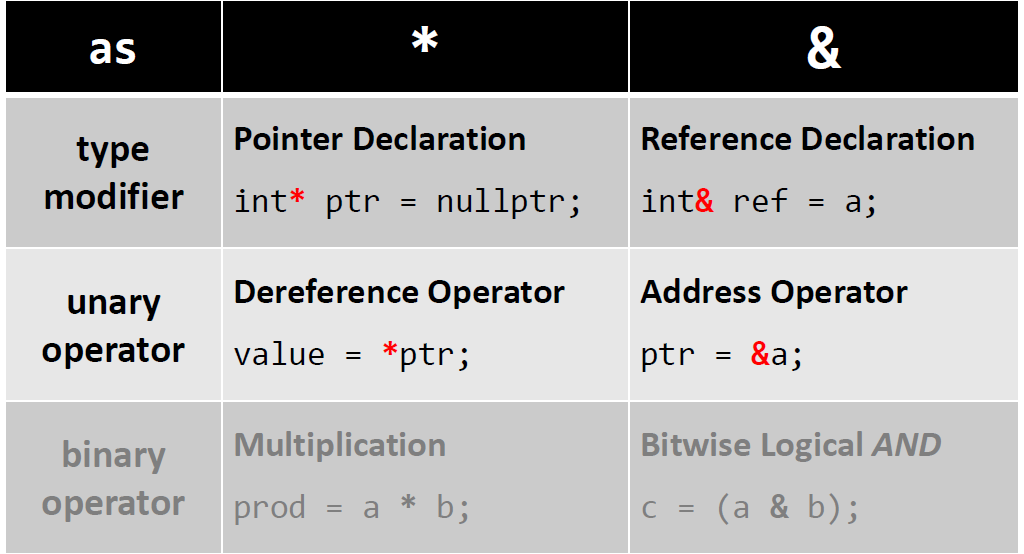 as * &
type modifier
Pointer Declaration
int* ptr = nullptr;
Reference Declaration
int& ref = a;
unary operator
Dereference Operator
value = *ptr;
Address Operator
ptr = &a;
binary operator
Multiplication
prod = a * b;
Bitwise Logical AND
c = (a & b);